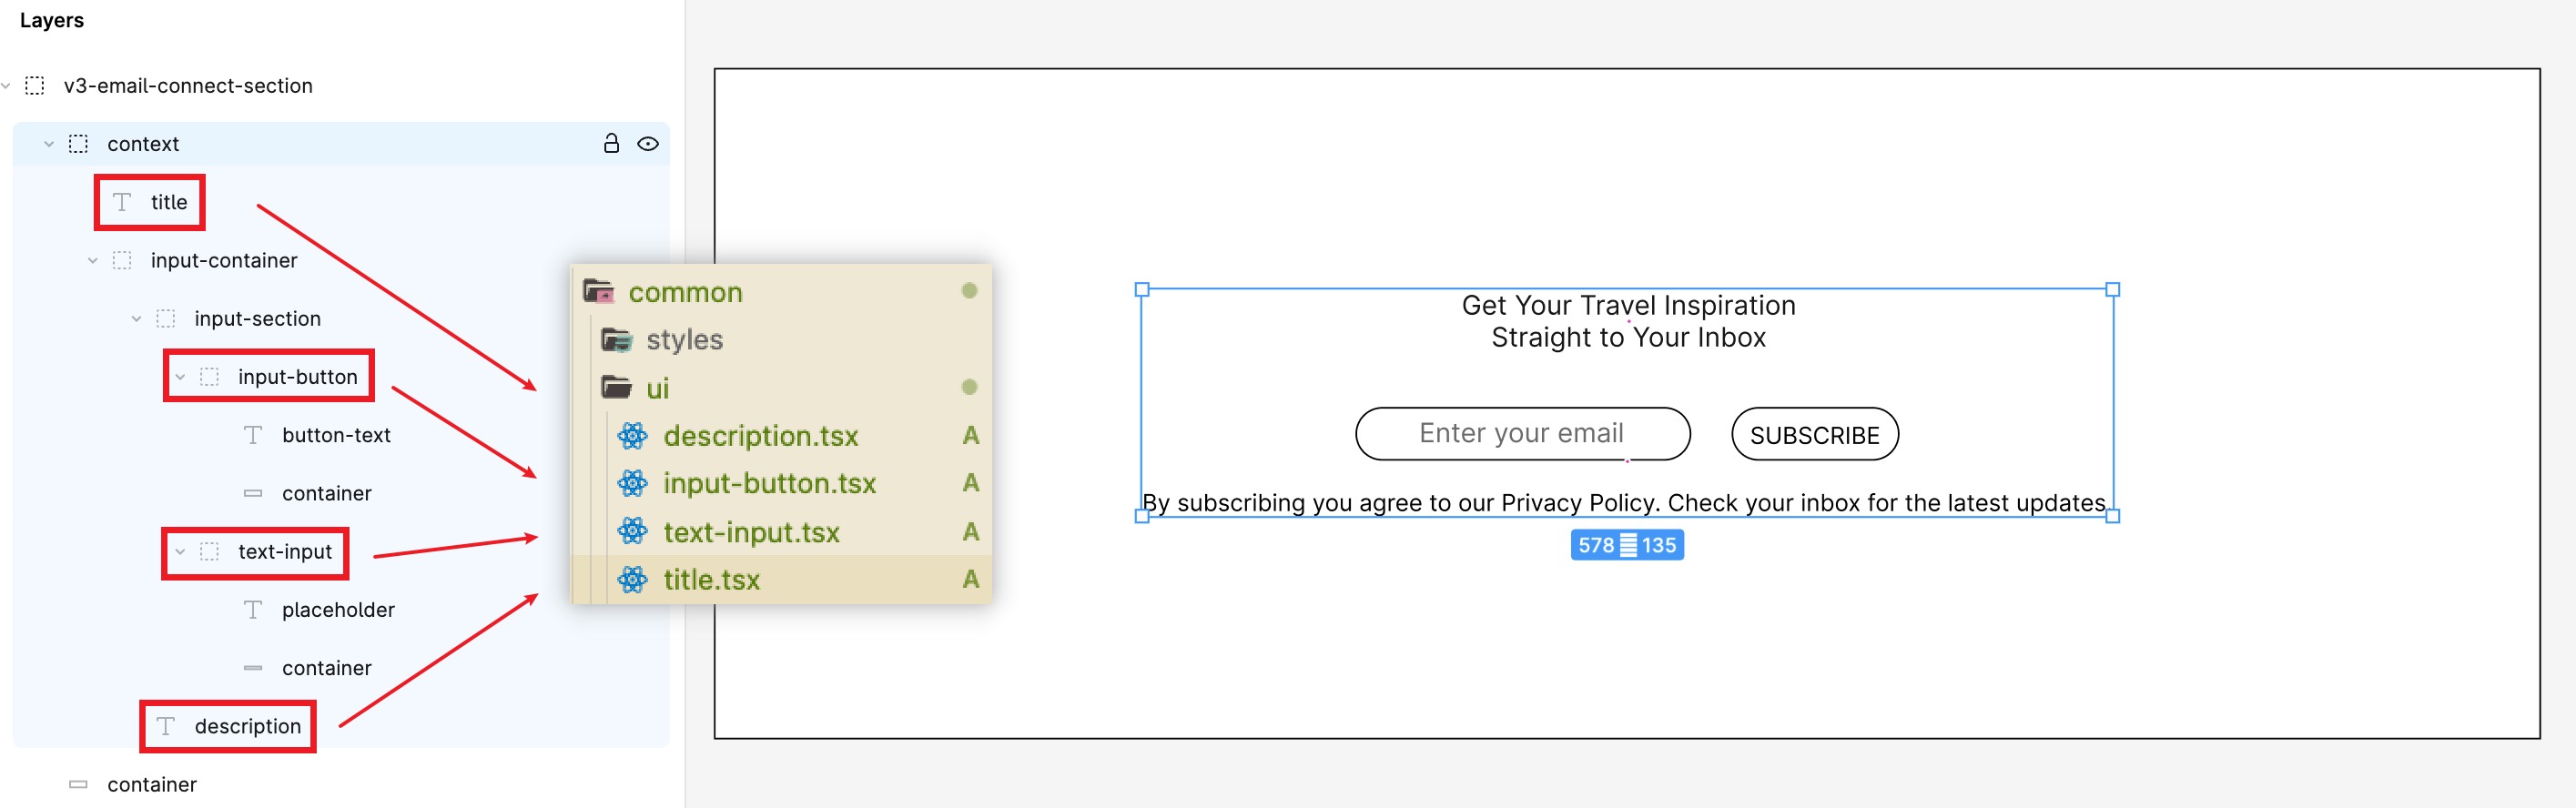 Layers
v3-email-connect-section
context
title
input-container
input-section
input-button
button-text
container
text-input
placeholder
container
description
container
common
styles
ui
description.tsx A
input-button.tsx A
text-input.tsx A
title.tsx A
Get Your Travel Inspiration
Straight to Your Inbox
Enter your email
SUBSCRIBE
By subscribing you agree to our Privacy Policy. Check your inbox for the latest updates.
578 135